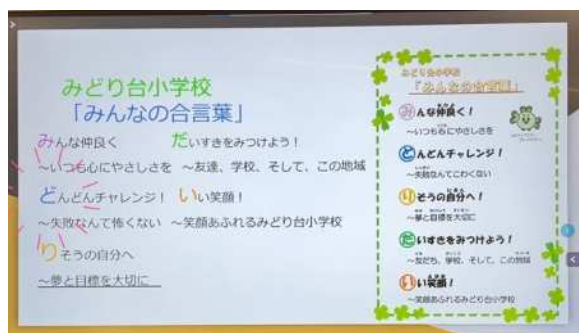 みどり台小学校
「みんなの合言葉」
みんな仲良く
~いつも心にやさしさを
どんどんチャレンジ！
~失敗なんて怖くない
りそうの自分へ
~夢と目標を大切に
だいすきをみつけよう！
~友達、学校、そして、この地域
いい笑顔！
~笑顔あふれるみどり台小学校
みどり台小学校
「みんなの合言葉」
みんな仲良く！
~いつも心にやさしさを
どんどんチャレンジ！
~失敗なんてこわくない
りそうの自分へ！
~夢と目標を大切に
だいすきをみつけよう！
~友だち、学校、そして、この地域
いい笑顔！
~笑顔あふれるみどり台小学校